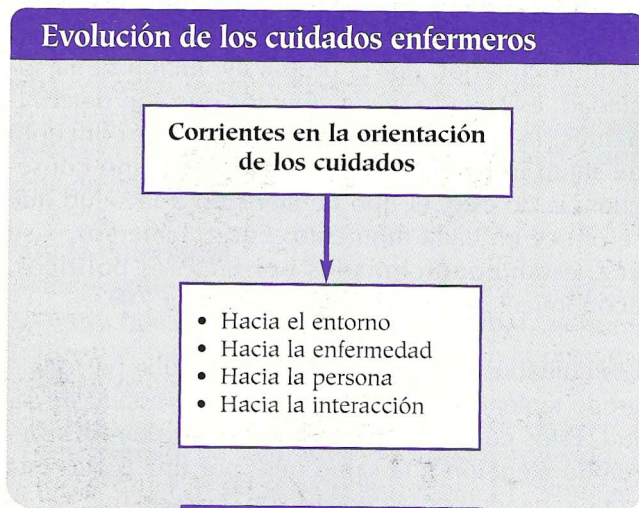 Evolución de los cuidados enfermeros
Corrientes en la orientación
de los cuidados
• Hacia el entorno
• Hacia la enfermedad
• Hacia la persona
• Hacia la interacción